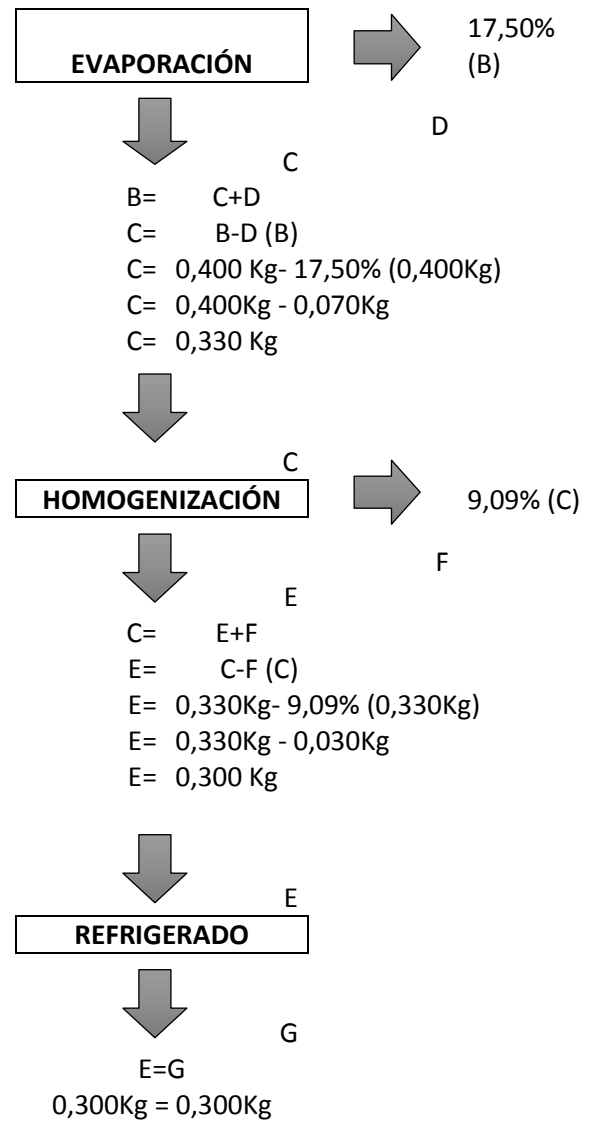 17,50%
EVAPORACIÓN
(B)
D
C
B= C+D
C= B-D (B)
C= 0,400 Kg- 17,50% (0,400Kg)
C= 0,400Kg - 0,070Kg
C= 0,330 Kg
C
HOMOGENIZACIÓN
9,09% (C)
F
E
C= E+F
E= C-F (C)
E= 0,330Kg- 9,09% (0,330Kg)
E= 0,330Kg - 0,030Kg
E= 0,300 Kg
E
REFRIGERADO
G
E=G
0,300Kg = 0,300Kg